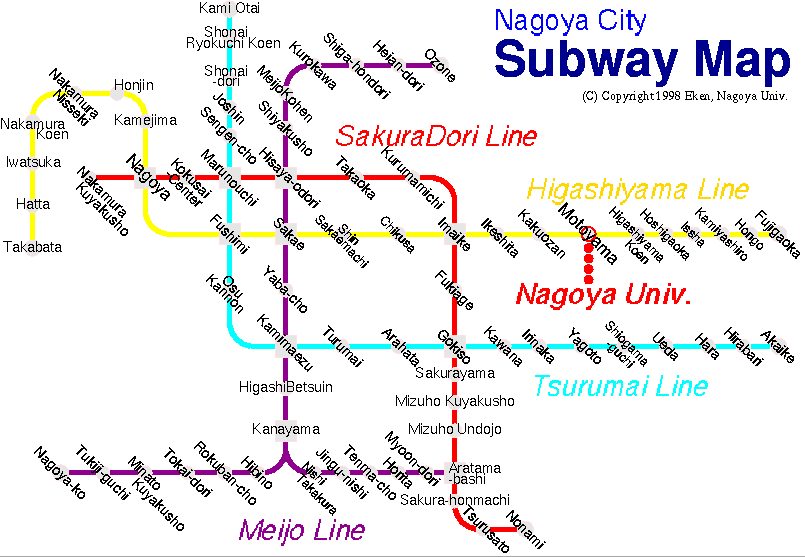 Nagoya City
Subway Map
(C) Copyright 1998 Eken, Nagoya Univ.
Kami Otai
Shonai
Ryokuchi Koen
Shonai
-dori
Joshin
Sengen-cho
Marunouchi
Fushimi
Osu
Kannon
Kamimaezu
Turumai
Arahata
Gokiso
Kawana
Irinaka
Yagoto
Shiogama
-guchi
Ueda
Hara
Hirabari
Akaike
Tsurumai Line
Ozone
Heian-dori
Shiga-hondori
Kurokawa
MeijoKohen
Shiyakusho
Hisaya-odori
Sakae
Yaba-cho
HigashiBetsuin
Kanayama
Nishi
Takakura
Jingu-nishi
Tenma-cho
Horita
Myoon-dori
Aratama
-bashi
Hibino
Rokuban-cho
Tokai-dori
Minato
Kuyakusho
Tukiji-guchi
Nagoya-ko
Meijo Line
SakuraDori Line
Nakamura
Kuyakusho
Nagoya
Kokusai
-Center
Takaoka
Kurumamichi
Imaike
Fukiage
Sakurayama
Mizuho Kuyakusho
Mizuho Undojo
Sakura-honmachi
Tsurusato
Nonami
Higashiyama Line
Takabata
Hatta
Iwatsuka
Nakamura
Koen
Nakamura
Nisseki
Honjin
Kamejima
Shin
Sakaemachi
Chikusa
Ikeshita
Kakuozan
Motoyama
Higashiyama
Koen
Hoshigaoka
Issha
Kamiyashiro
Hongo
Fujigaoka
Nagoya Univ.